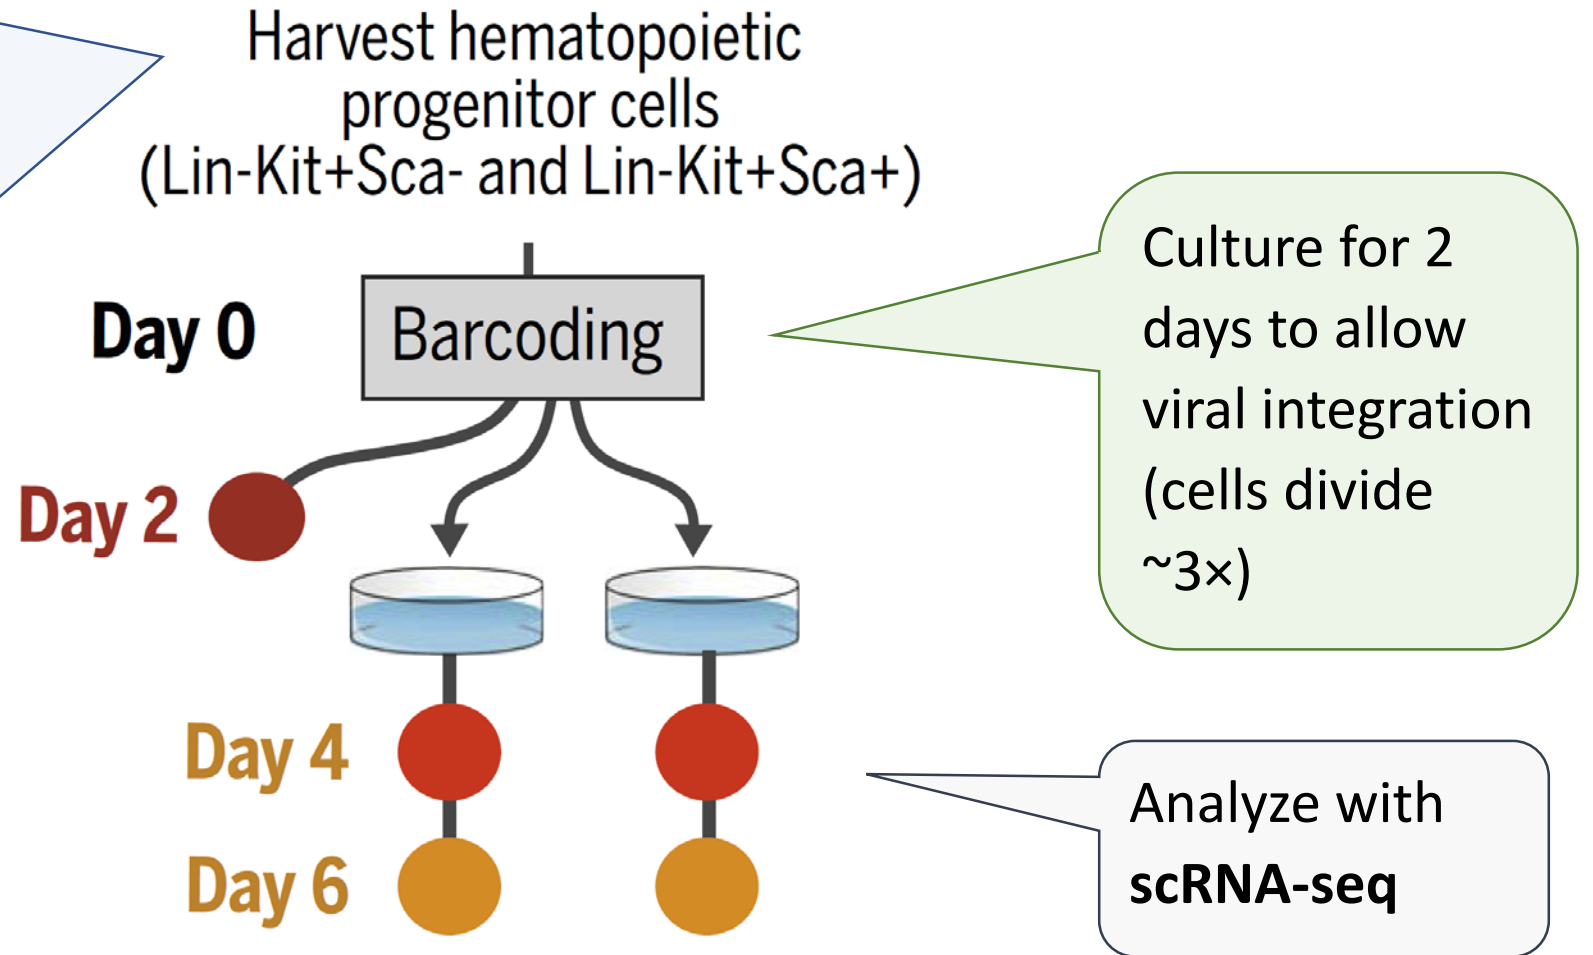 Harvest hematopoietic
progenitor cells
(Lin-Kit+Sca- and Lin-Kit+Sca+)
Day 0
Barcoding
Culture for 2
days to allow
viral integration
(cells divide
~3×)
Day 2
Day 4
Analyze with
scRNA-seq
Day 6